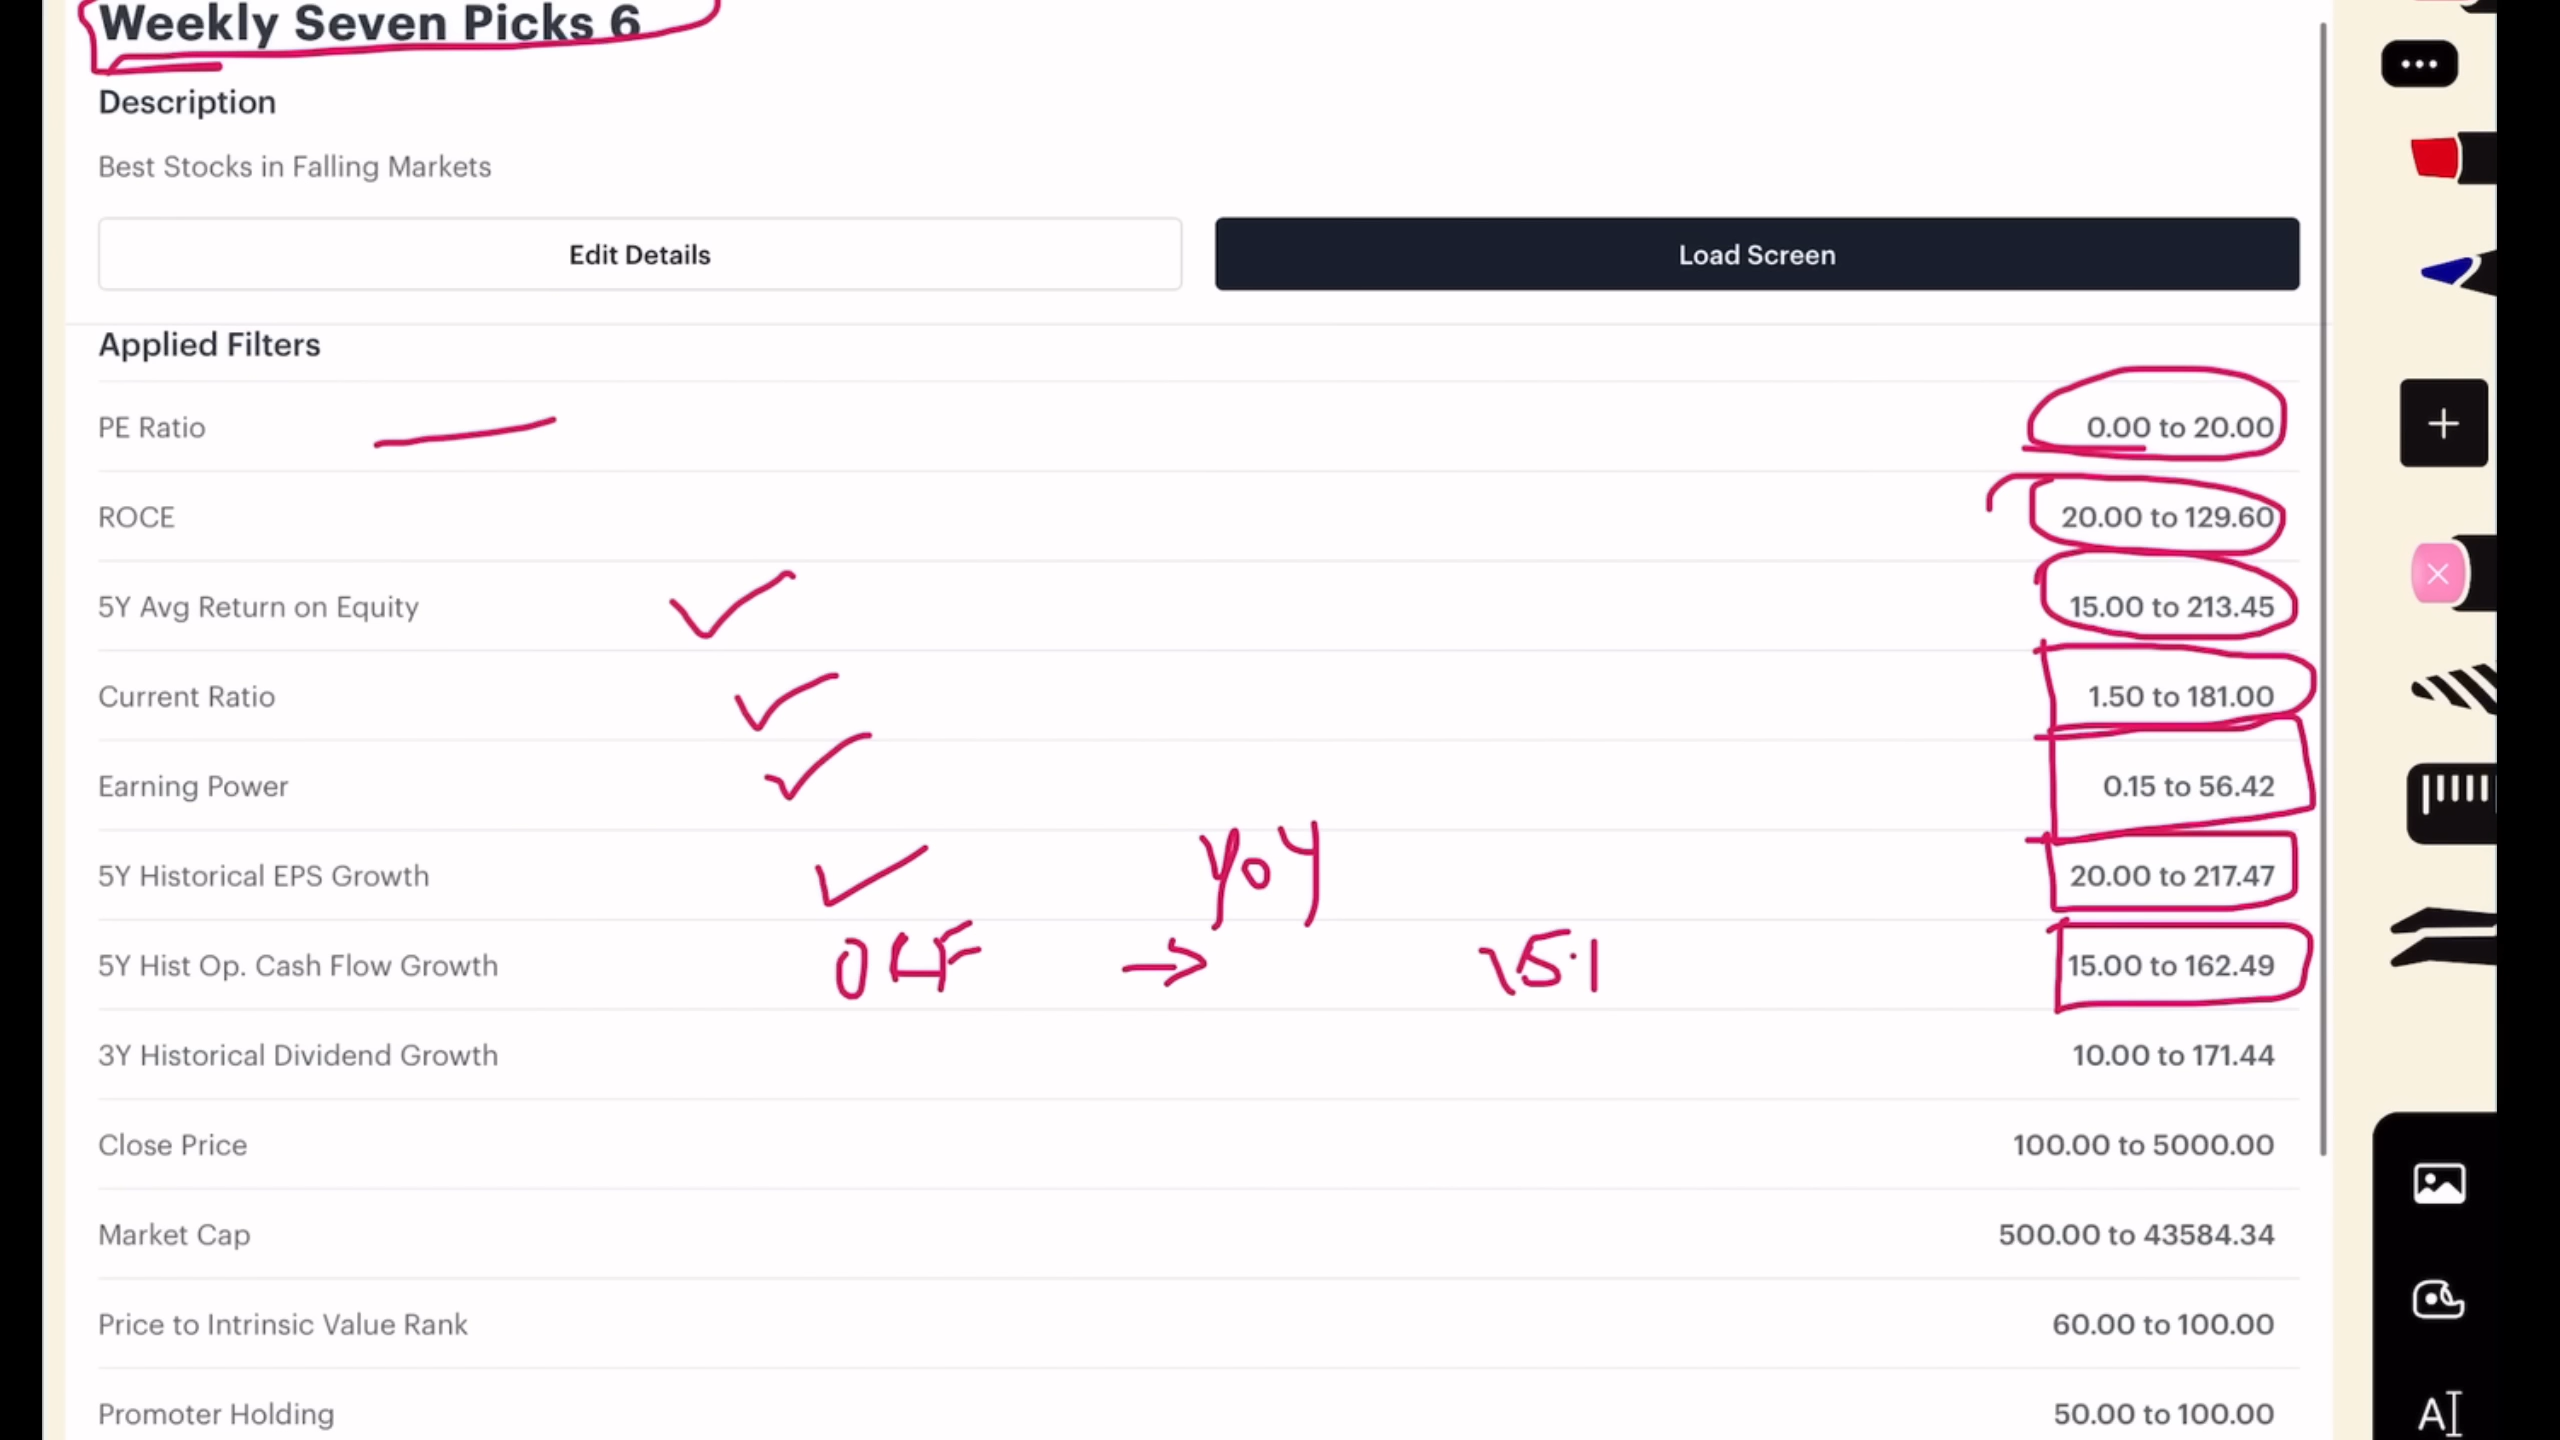 Weekly Seven Picks 6
Description
Best Stocks in Falling Markets
Edit Details
Load Screen
Applied Filters
PE Ratio 0.00 to 20.00
ROCE 20.00 to 129.60
5Y Avg Return on Equity 15.00 to 213.45
Current Ratio 1.50 to 181.00
Earning Power 0.15 to 56.42
5Y Historical EPS Growth YoY 20.00 to 217.47
5Y Hist Op. Cash Flow Growth OCF → 15.00 to 162.49
3Y Historical Dividend Growth 10.00 to 171.44
Close Price 100.00 to 5000.00
Market Cap 500.00 to 43584.34
Price to Intrinsic Value Rank 60.00 to 100.00
Promoter Holding 50.00 to 100.00